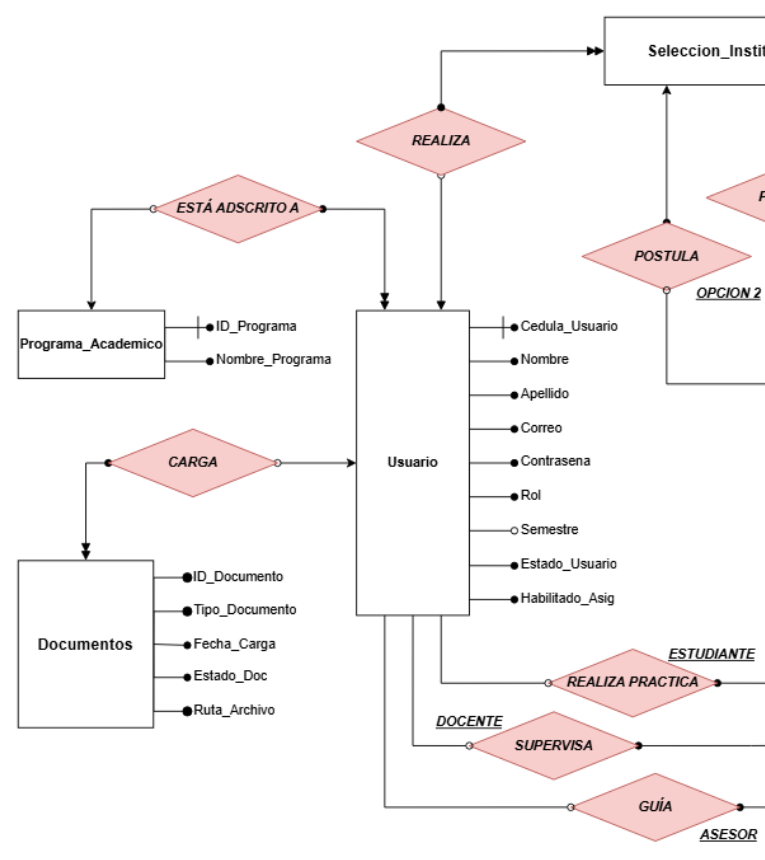 Seleccion_Instit
REALIZA
ESTÁ ADSCRITO A
POSTULA
OPCION 2
ID_Programa
Programa_Academico
Nombre_Programa
Cedula_Usuario
Nombre
Apellido
Correo
Contrasena
Rol
Semestre
Estado_Usuario
Habilitado_Asig
CARGA
Usuario
ID_Documento
Tipo_Documento
Fecha_Carga
Estado_Doc
Ruta_Archivo
Documentos
ESTUDIANTE
REALIZA PRACTICA
DOCENTE
SUPERVISA
GUÍA
ASESOR